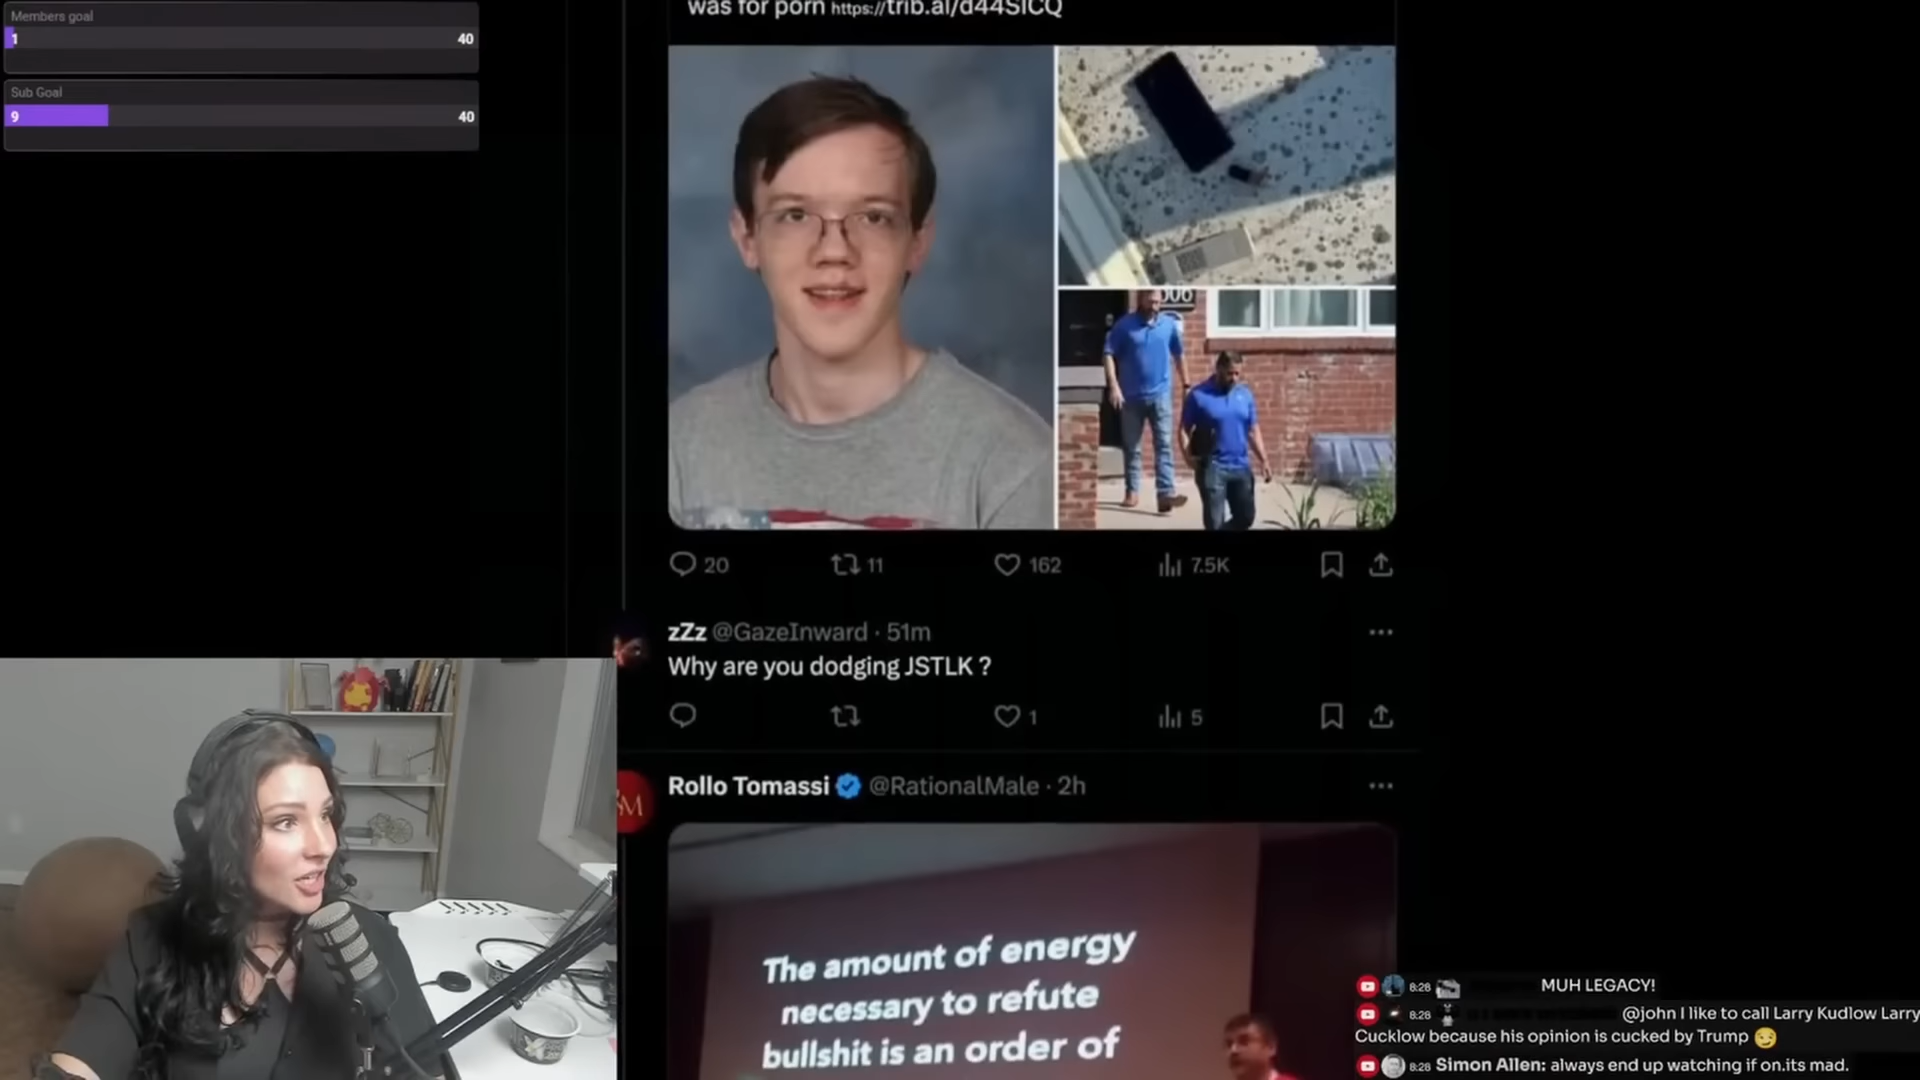 Members goal
1 40
Sub Goal
9 40
was for porn https://trib.al/d44SICQ
006
20 11 162 7.5K
zZz @GazeInward · 51m
Why are you dodging JSTLK ?
1 5
Rollo Tomassi @RationalMale · 2h
The amount of energy
necessary to refute
bullshit is an order of
8:28 MUH LEGACY!
8:28 @john I like to call Larry Kudlow Larry
Cucklow because his opinion is cucked by Trump 😏
8:28 Simon Allen: always end up watching if on.its mad.